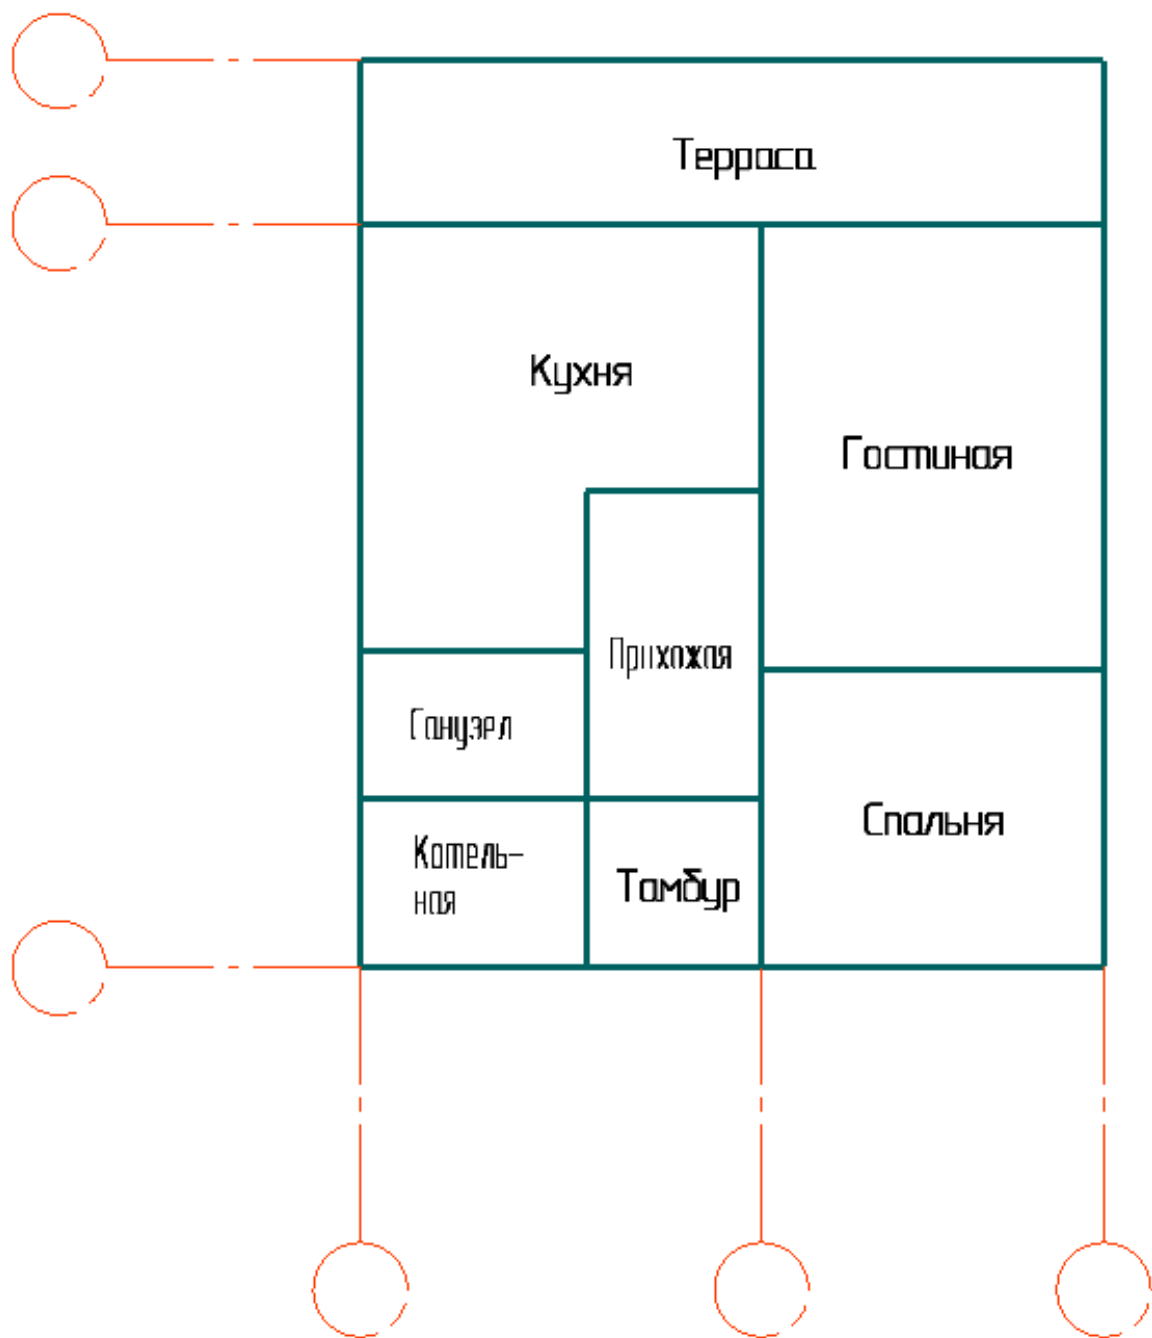 Терраса
Кухня
Гостиная
Прихожая
Санузел
Спальня
Котель-
ная
Тамбур